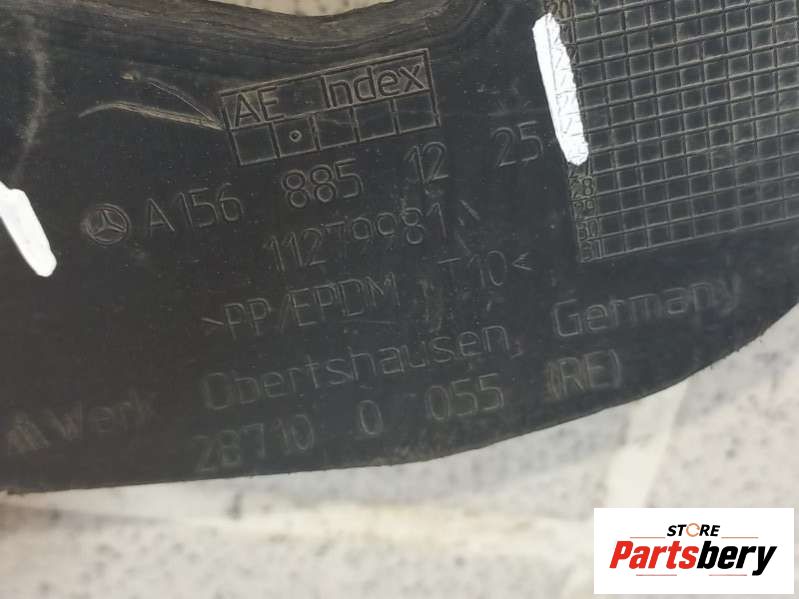 20
AE Index
A156 885 12 25
28
29
30
31
11279981
>PP/EPDM T10<
Werk Obertshausen, Germany
28710 0 055 (RE)
STORE
Partsbery